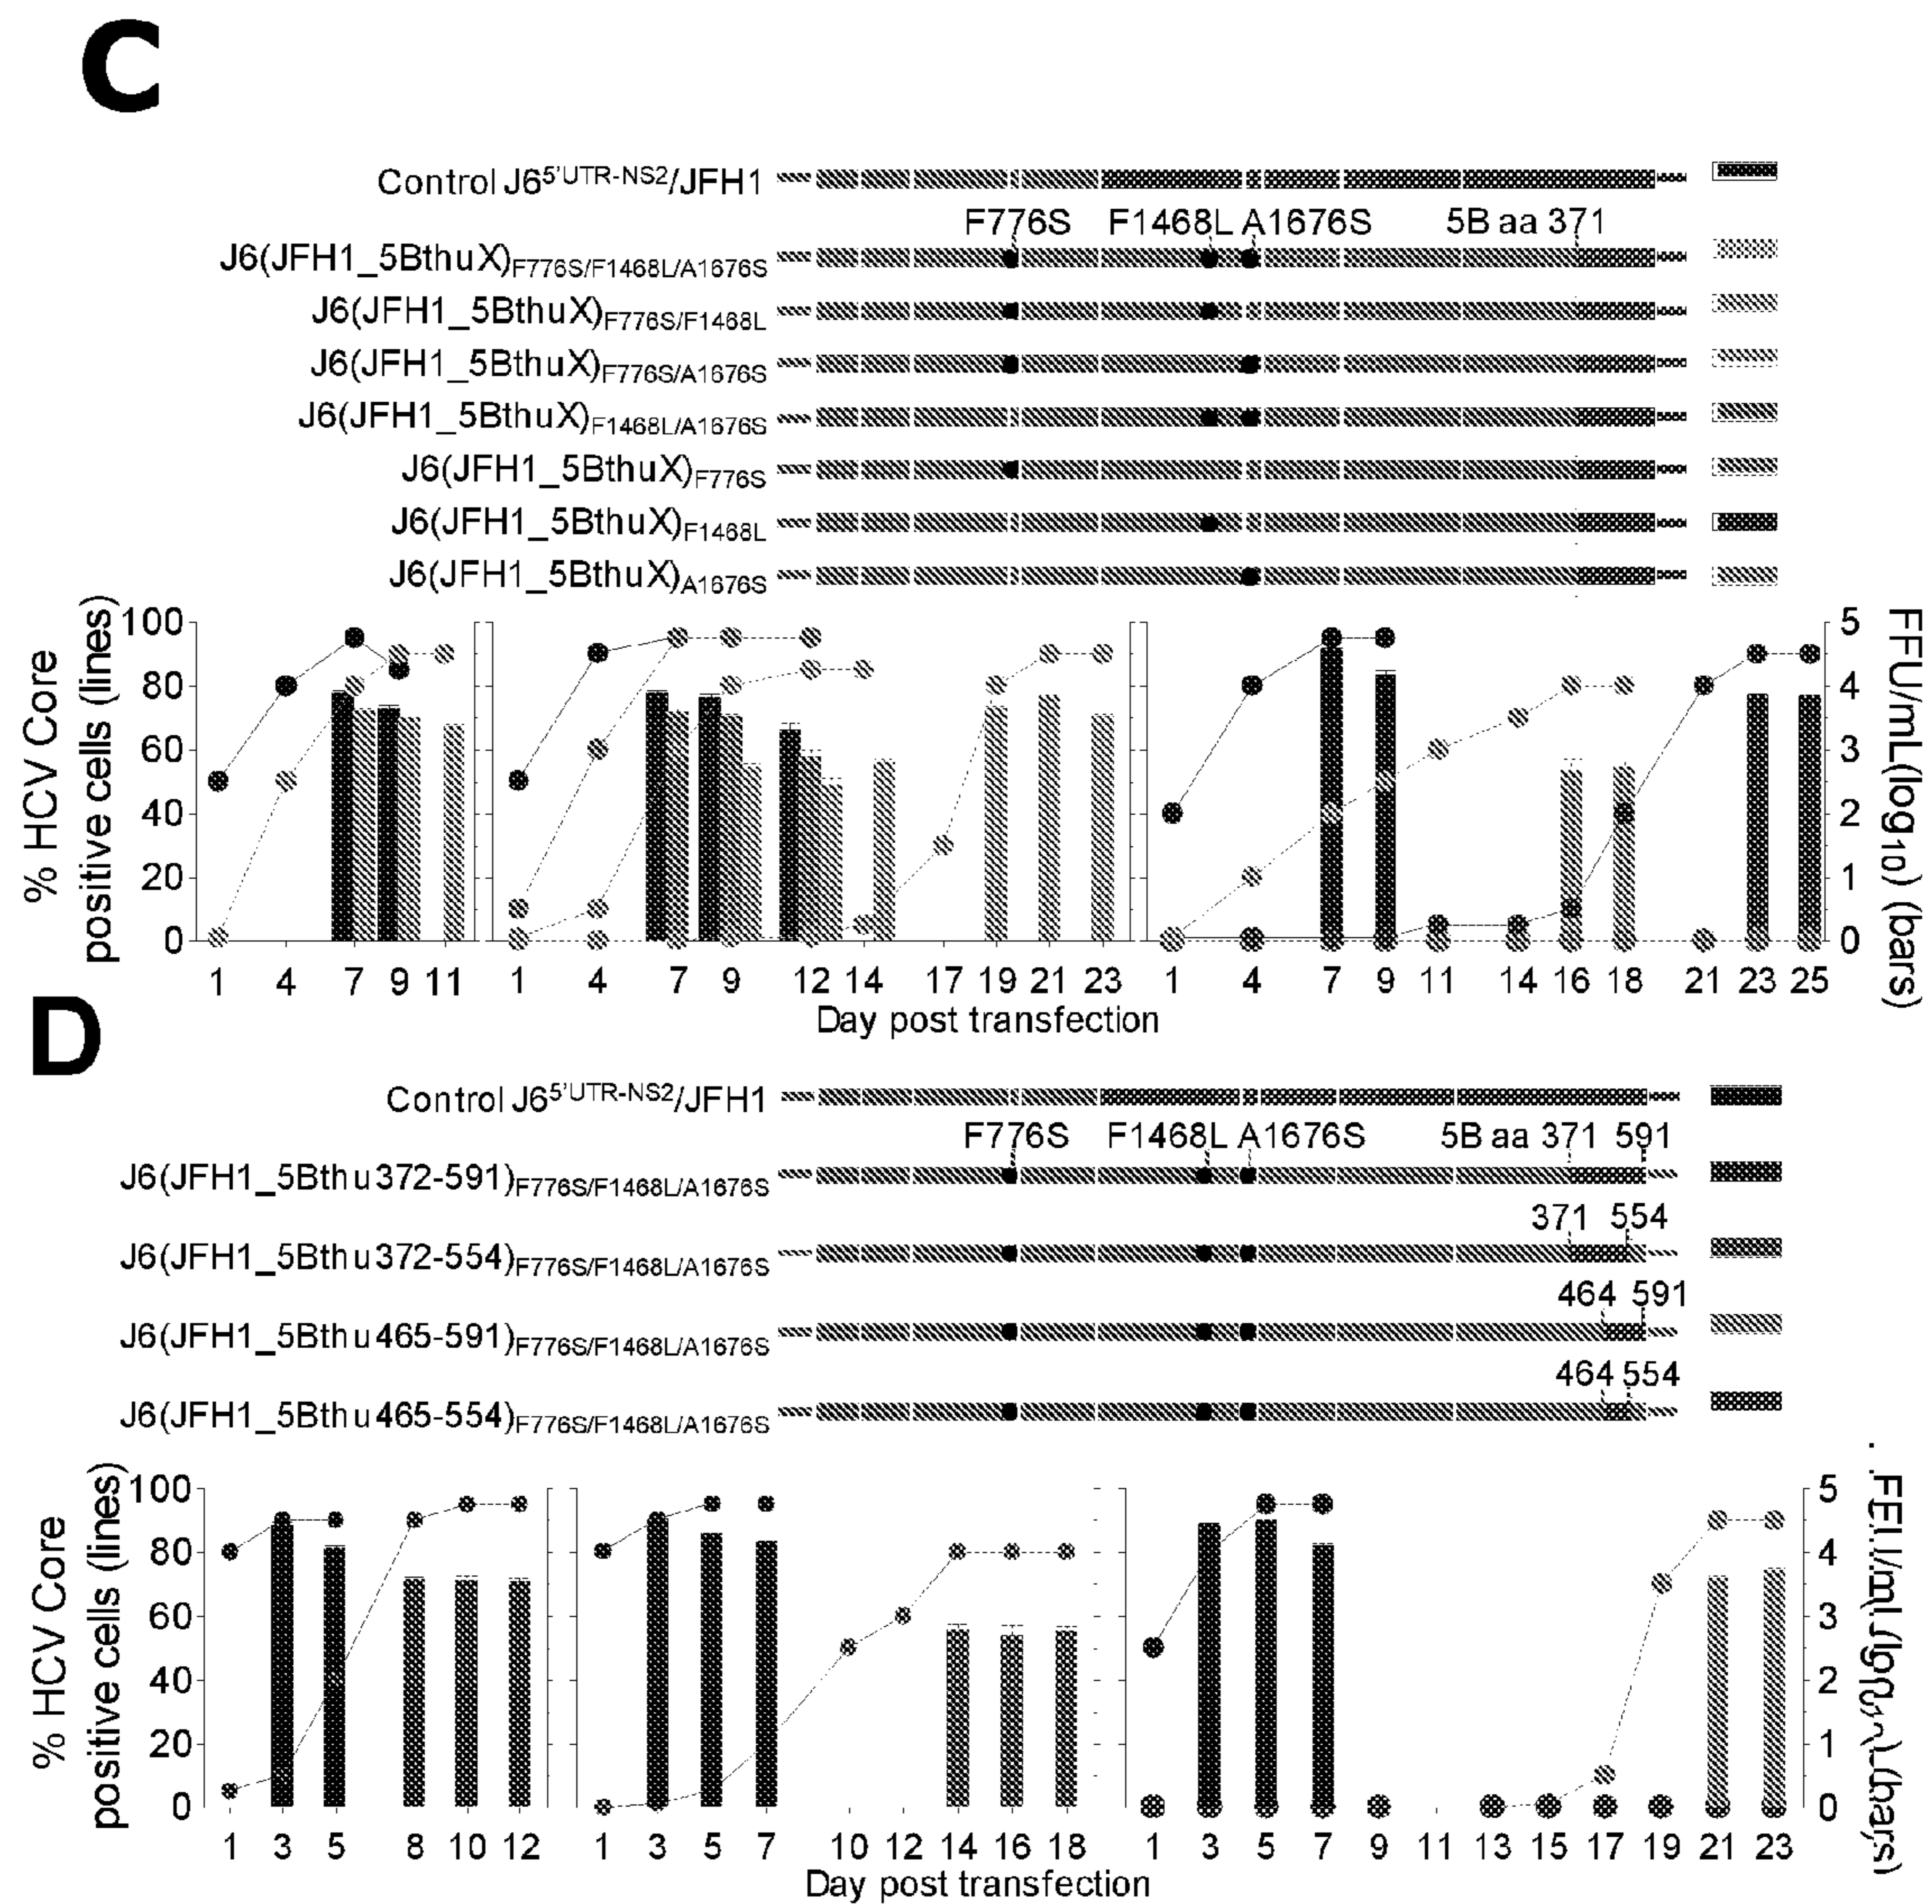 C
Control J6^5'UTR-NS2/JFH1
F776S F1468L A1676S 5B aa 371
J6(JFH1_5BthuX)F776S/F1468L/A1676S
J6(JFH1_5BthuX)F776S/F1468L
J6(JFH1_5BthuX)F776S/A1676S
J6(JFH1_5BthuX)F1468L/A1676S
J6(JFH1_5BthuX)F776S
J6(JFH1_5BthuX)F1468L
J6(JFH1_5BthuX)A1676S
% HCV Core
positive cells (lines)
100
80
60
40
20
0
5
4
3
2
1
0
FFU/mL(log10) (bars)
1 4 7 9 11 1 4 7 9 12 14 17 19 21 23 1 4 7 9 11 14 16 18 21 23 25
Day post transfection
D
Control J6^5'UTR-NS2/JFH1
F776S F1468L A1676S 5B aa 371 591
J6(JFH1_5Bthu372-591)F776S/F1468L/A1676S
371 554
J6(JFH1_5Bthu372-554)F776S/F1468L/A1676S
464 591
J6(JFH1_5Bthu465-591)F776S/F1468L/A1676S
464 554
J6(JFH1_5Bthu465-554)F776S/F1468L/A1676S
% HCV Core
positive cells (lines)
100
80
60
40
20
0
5
4
3
2
1
0
(bars)
1 3 5 8 10 12 1 3 5 7 10 12 14 16 18 1 3 5 7 9 11 13 15 17 19 21 23
Day post transfection